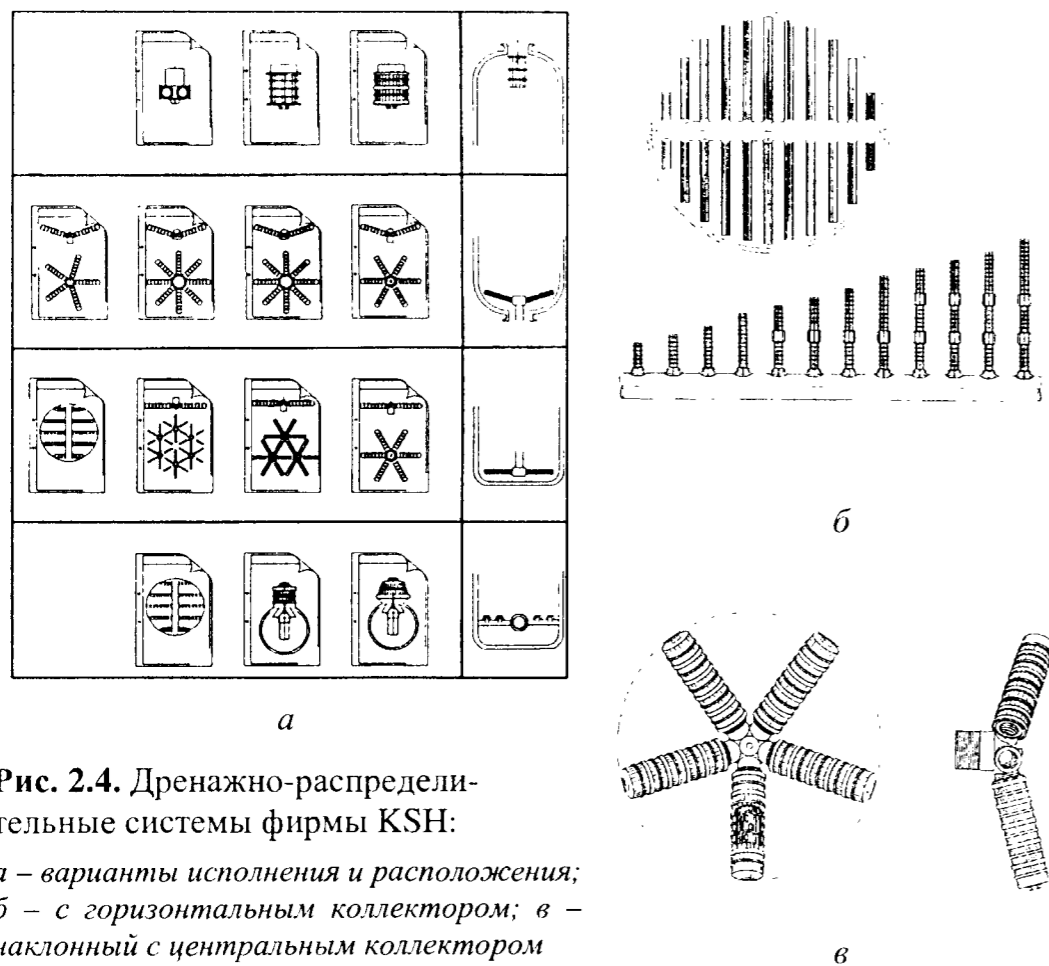 а
б
Рис. 2.4. Дренажно-распредели-
тельные системы фирмы KSH:
а – варианты исполнения и расположения;
б – с горизонтальным коллектором; в –
наклонный с центральным коллектором
в